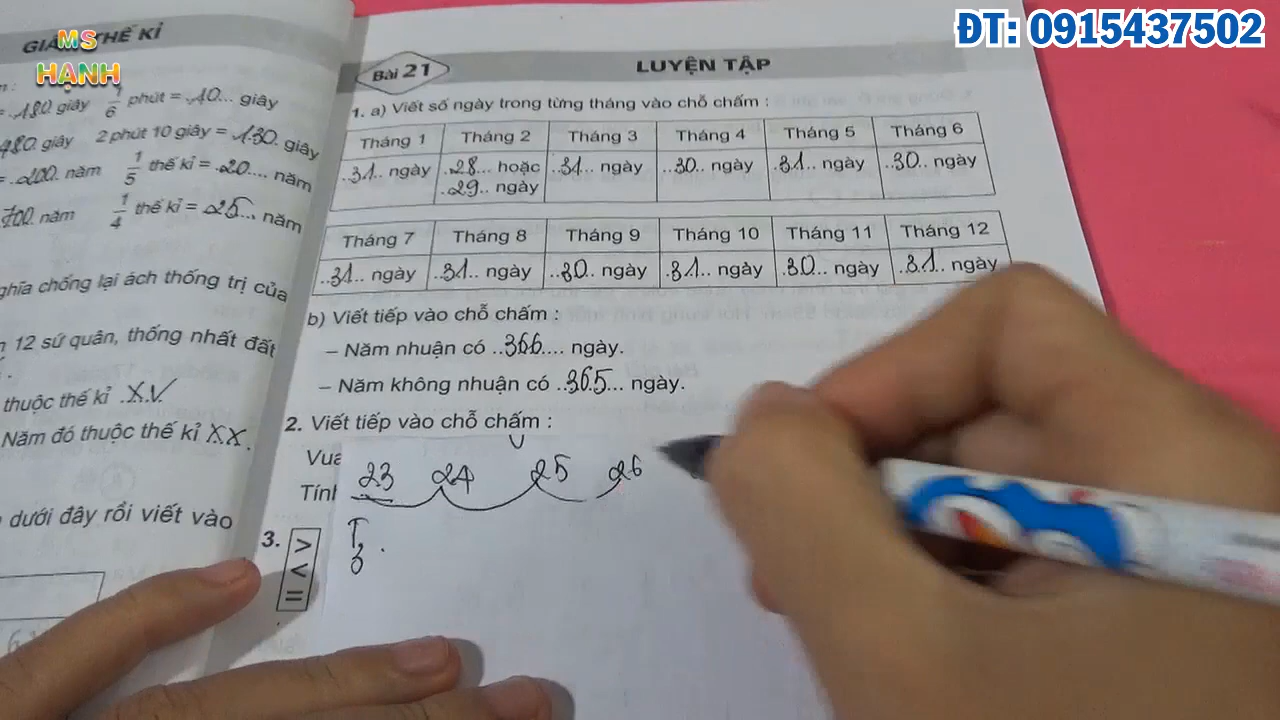 ĐT: 0915437502
MS
HẠNH
THẾ KỈ
= .180. giây 1/6 phút = .10... giây
480. giây 2 phút 10 giây = .130. giây
= ..200. năm 1/5 thế kỉ = .20.... năm
700. năm 1/4 thế kỉ = .25... năm
nghĩa chống lại ách thống trị của
12 sứ quân, thống nhất đất
thuộc thế kỉ .XV
Năm đó thuộc thế kỉ XX.
dưới đây rồi viết vào
Bài 21 LUYỆN TẬP
1. a) Viết số ngày trong từng tháng vào chỗ chấm :
Tháng 1 Tháng 2 Tháng 3 Tháng 4 Tháng 5 Tháng 6
..31.. ngày .28... hoặc ..31.. ngày ..30.. ngày .31.. ngày ..30.. ngày
.29.. ngày
Tháng 7 Tháng 8 Tháng 9 Tháng 10 Tháng 11 Tháng 12
..31.. ngày ..31.. ngày ..30.. ngày .31.. ngày .30.. ngày .31.. ngày
b) Viết tiếp vào chỗ chấm :
– Năm nhuận có ..366.... ngày.
– Năm không nhuận có ..365... ngày.
2. Viết tiếp vào chỗ chấm :
Vua
Tính
23 24 25 26
T
3.
>
<
=